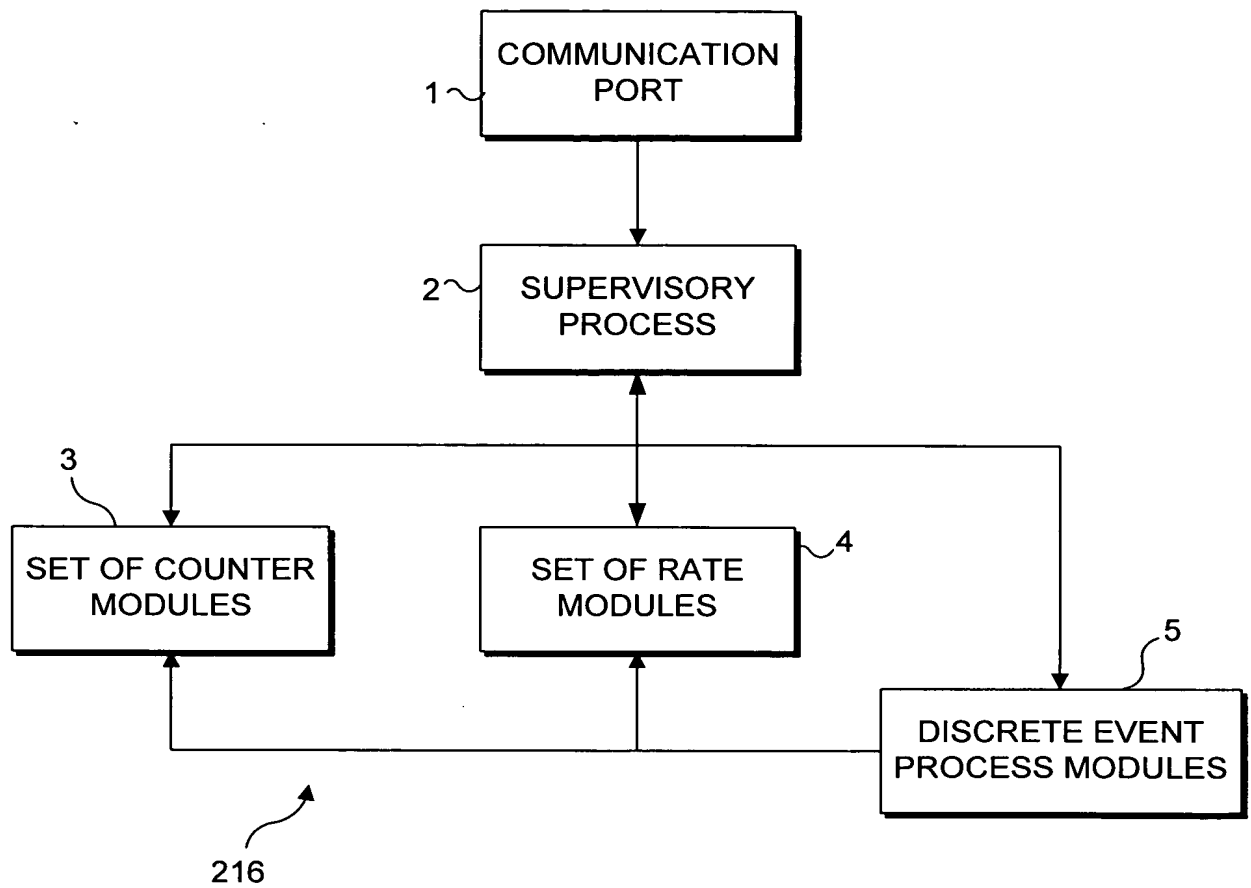 COMMUNICATION
PORT
1
SUPERVISORY
PROCESS
2
3
SET OF COUNTER
MODULES
SET OF RATE
MODULES
4
5
DISCRETE EVENT
PROCESS MODULES
216